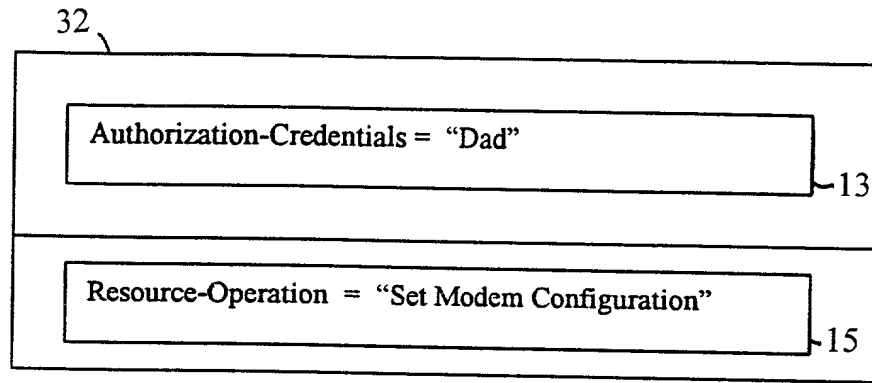 32
Authorization-Credentials = "Dad"
13
Resource-Operation = "Set Modem Configuration"
15